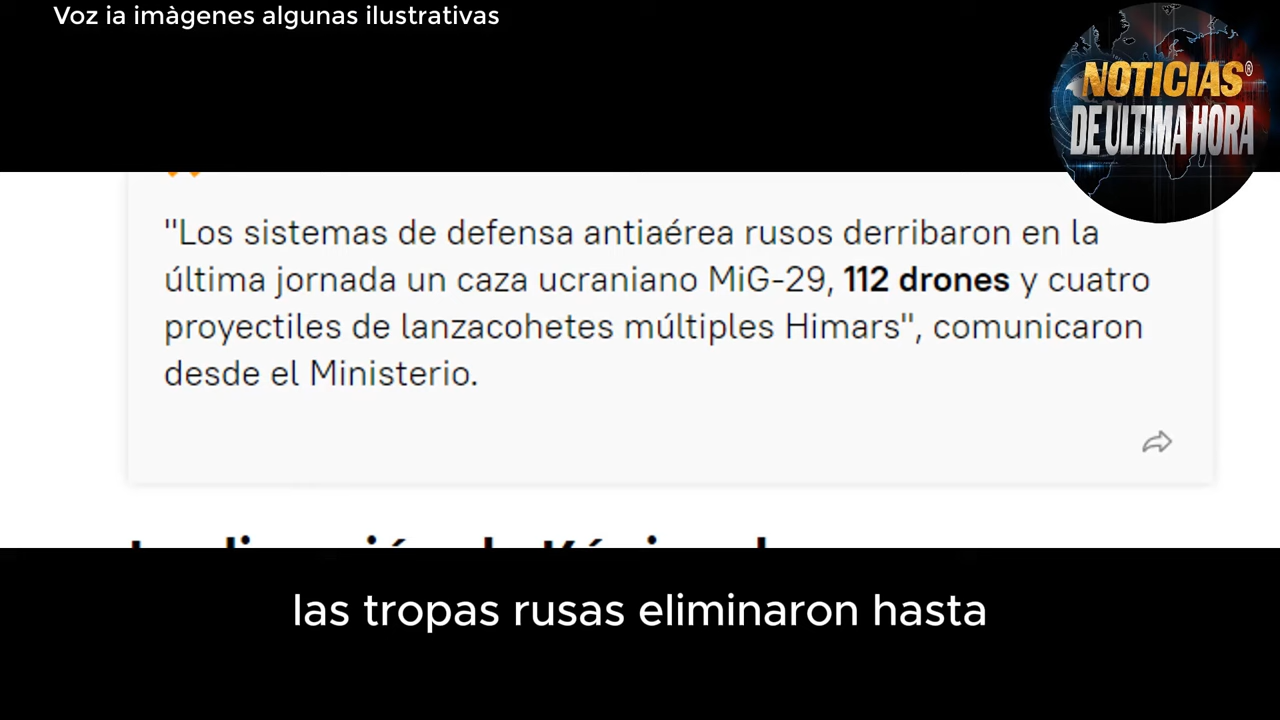 Voz ia imàgenes algunas ilustrativas
NOTICIAS®
DE ULTIMA HORA
"Los sistemas de defensa antiaérea rusos derribaron en la
última jornada un caza ucraniano MiG-29, 112 drones y cuatro
proyectiles de lanzacohetes múltiples Himars", comunicaron
desde el Ministerio.
las tropas rusas eliminaron hasta